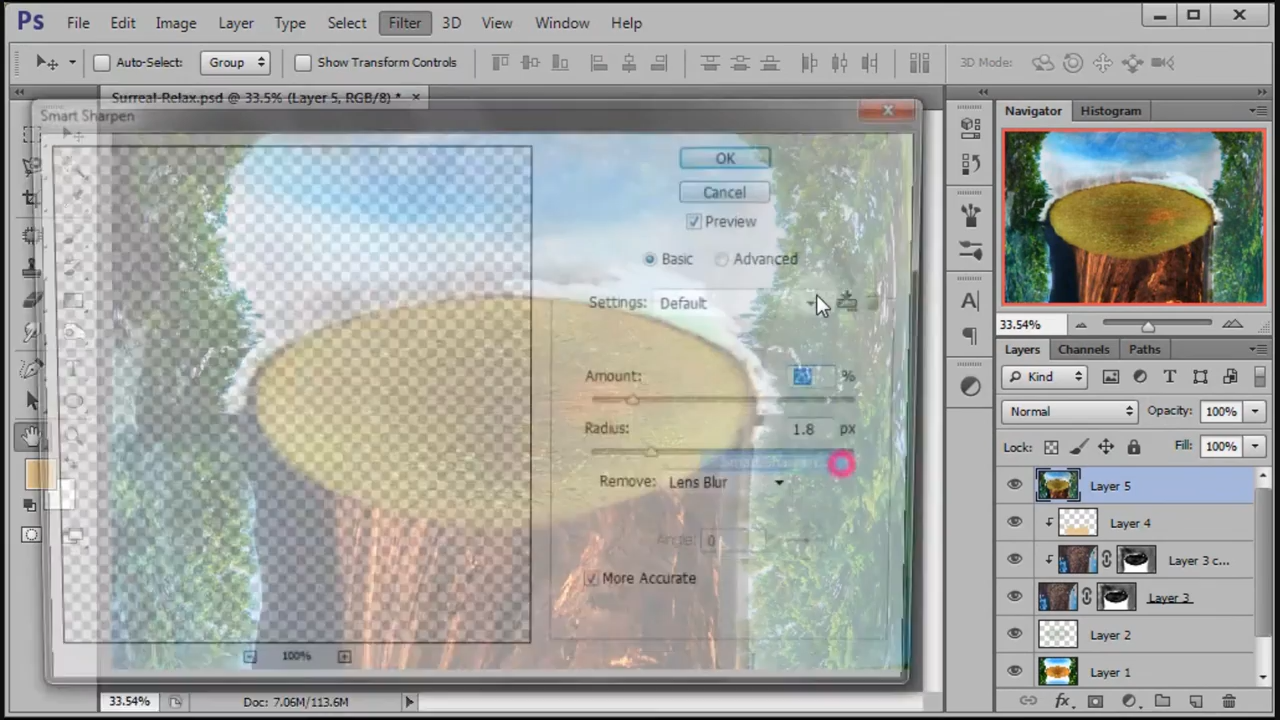 Ps File Edit Image Layer Type Select Filter 3D View Window Help
Auto-Select: Group Show Transform Controls 3D Mode:
Surreal-Relax.psd @ 33.5% (Layer 5, RGB/8) * ×
Smart Sharpen
OK
Cancel
Preview
Basic Advanced
Settings: Default
Amount: %
Radius: 1.8 px
Remove: Lens Blur
Angle: 0
More Accurate
100%
33.54% Doc: 7.06M/113.6M
Navigator Histogram
33.54%
Layers Channels Paths
Kind
Normal Opacity: 100%
Lock: Fill: 100%
Layer 5
Layer 4
Layer 3 c...
Layer 3
Layer 2
Layer 1
fx